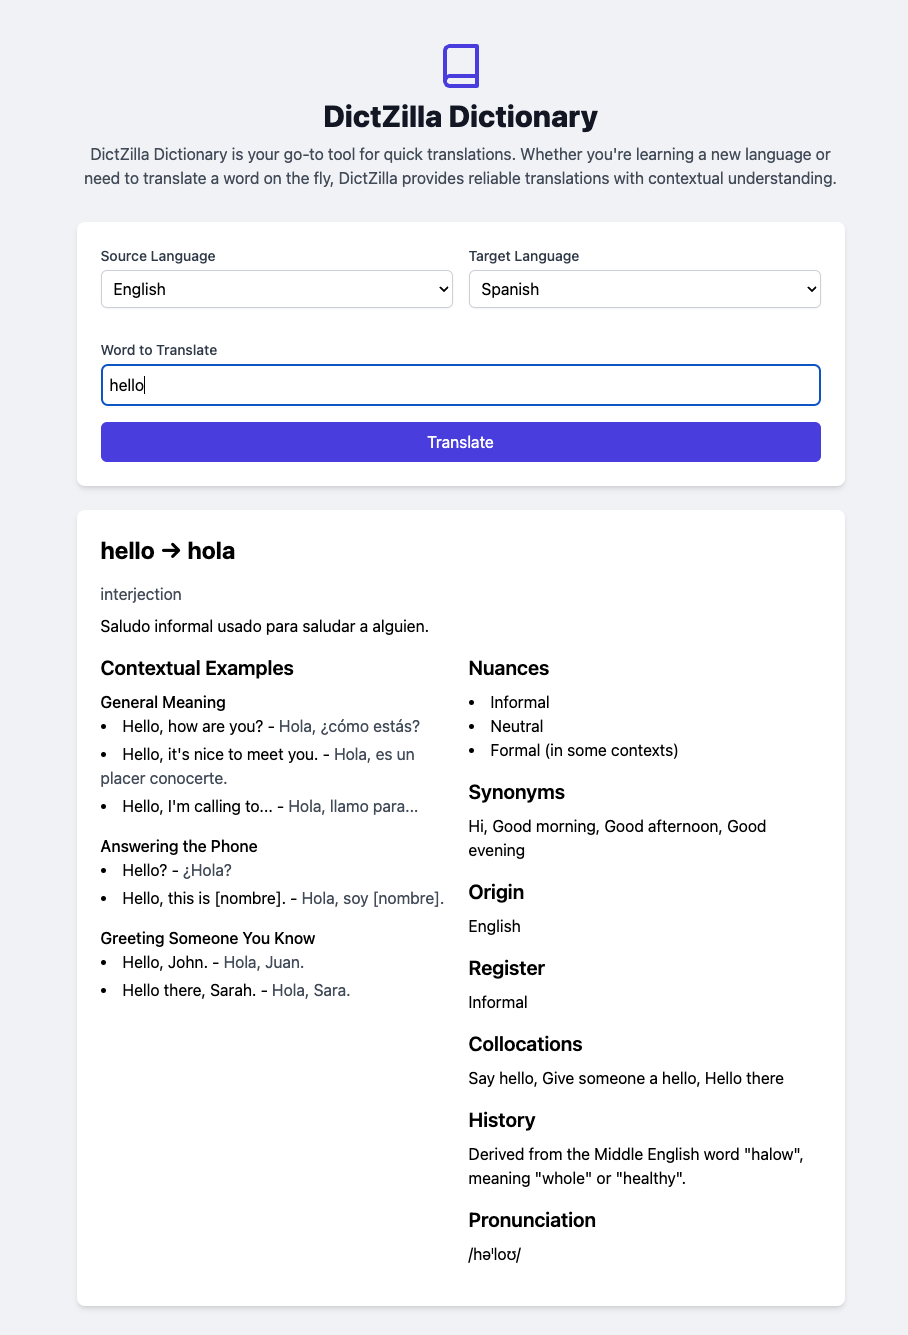 DictZilla Dictionary
DictZilla Dictionary is your go-to tool for quick translations. Whether you're learning a new language or
need to translate a word on the fly, DictZilla provides reliable translations with contextual understanding.
Source Language
English
Target Language
Spanish
Word to Translate
hello
Translate
hello → hola
interjection
Saludo informal usado para saludar a alguien.
Contextual Examples
General Meaning
• Hello, how are you? - Hola, ¿cómo estás?
• Hello, it's nice to meet you. - Hola, es un
placer conocerte.
• Hello, I'm calling to... - Hola, llamo para...
Answering the Phone
• Hello? - ¿Hola?
• Hello, this is [nombre]. - Hola, soy [nombre].
Greeting Someone You Know
• Hello, John. - Hola, Juan.
• Hello there, Sarah. - Hola, Sara.
Nuances
• Informal
• Neutral
• Formal (in some contexts)
Synonyms
Hi, Good morning, Good afternoon, Good
evening
Origin
English
Register
Informal
Collocations
Say hello, Give someone a hello, Hello there
History
Derived from the Middle English word "halow",
meaning "whole" or "healthy".
Pronunciation
/həˈloʊ/